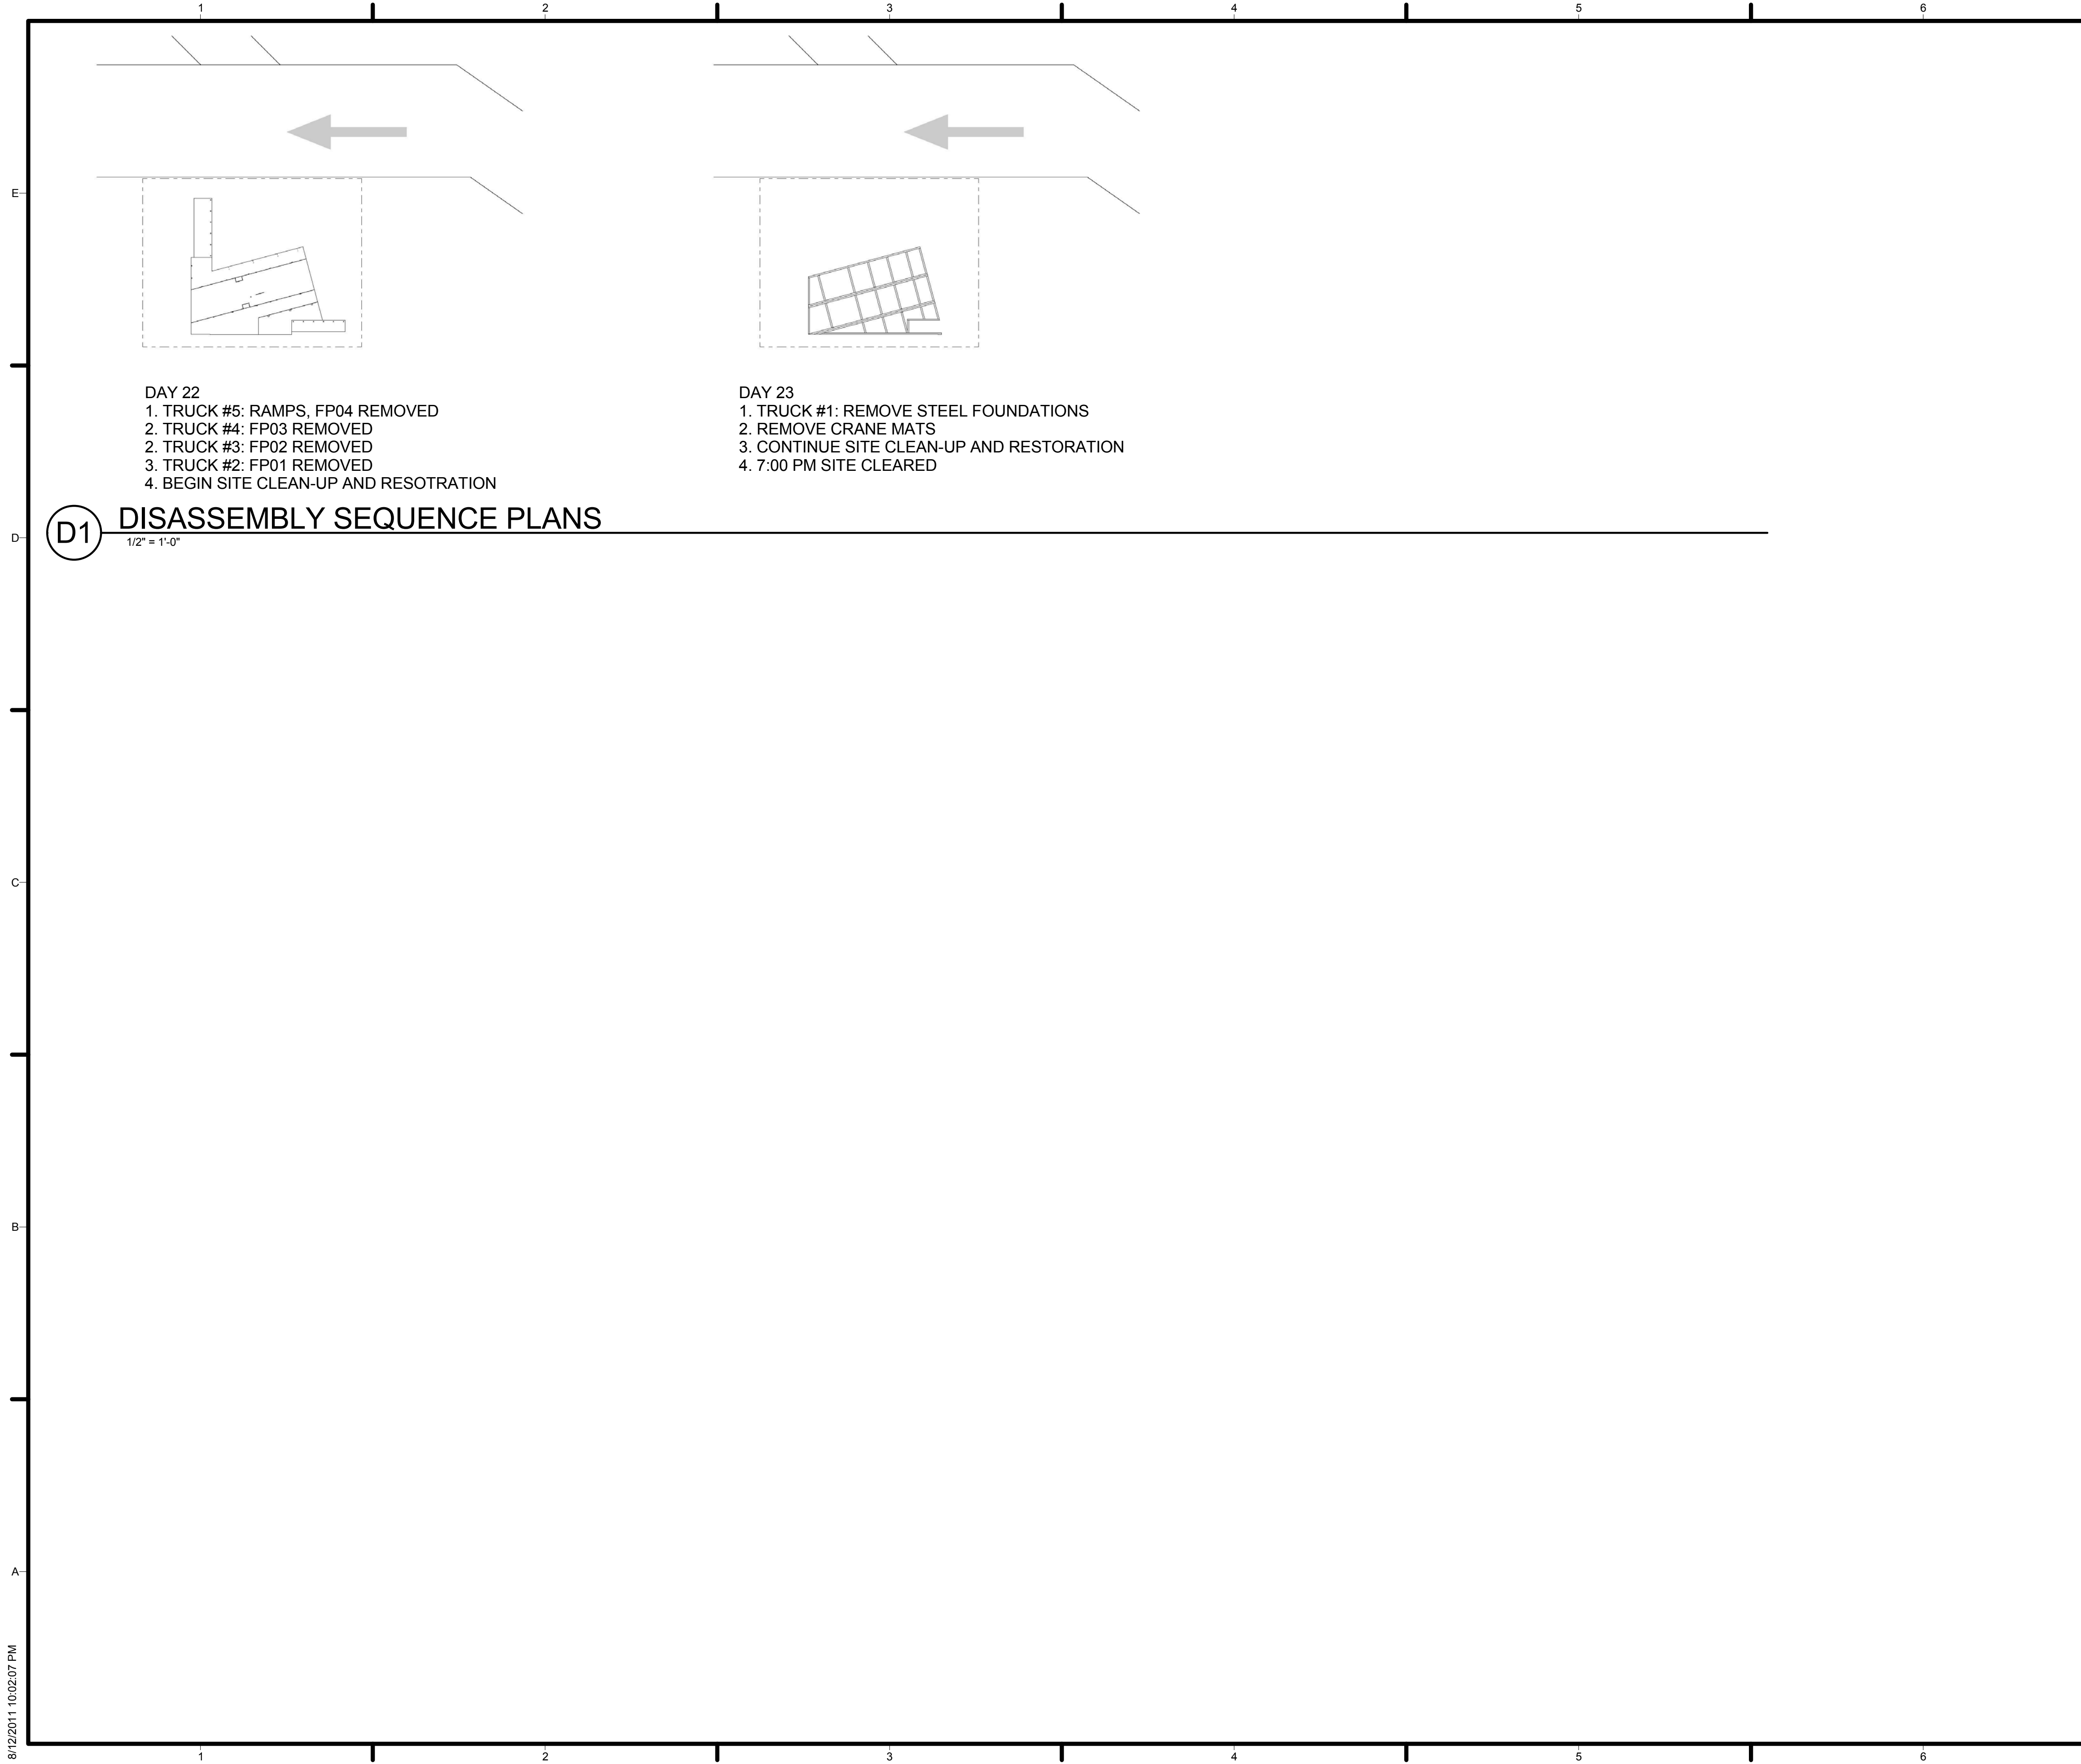 1 2 3 4 5 6
E
DAY 22
1. TRUCK #5: RAMPS, FP04 REMOVED
2. TRUCK #4: FP03 REMOVED
2. TRUCK #3: FP02 REMOVED
3. TRUCK #2: FP01 REMOVED
4. BEGIN SITE CLEAN-UP AND RESOTRATION
DAY 23
1. TRUCK #1: REMOVE STEEL FOUNDATIONS
2. REMOVE CRANE MATS
3. CONTINUE SITE CLEAN-UP AND RESTORATION
4. 7:00 PM SITE CLEARED
D
D1 DISASSEMBLY SEQUENCE PLANS
1/2" = 1'-0"
C
B
A
8/12/2011 10:02:07 PM
1 2 3 4 5 6